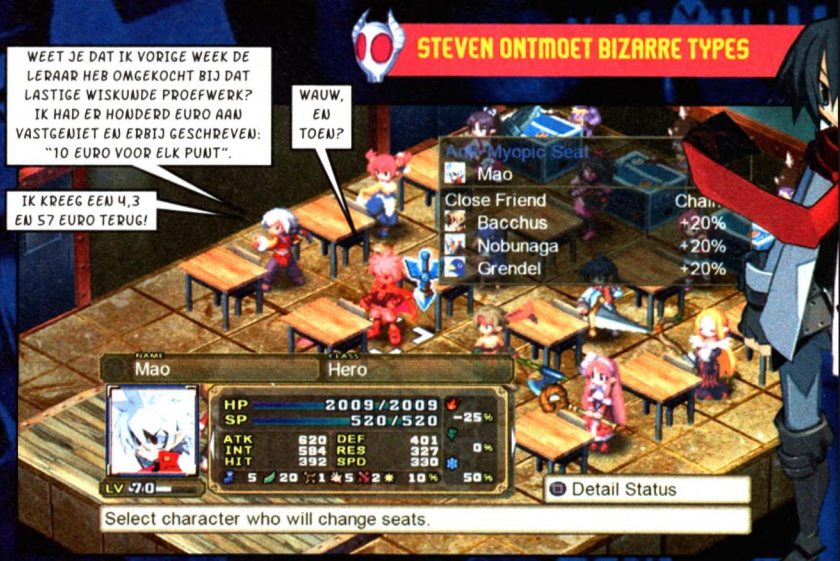 STEVEN ONTMOET BIZARRE TYPES
WEET JE DAT IK VORIGE WEEK DE
LERAAR HEB OMGEKOCHT BIJ DAT
LASTIGE WISKUNDE PROEFWERK?
IK HAD ER HONDERD EURO AAN
VASTGENIET EN ERBIJ GESCHREVEN:
"10 EURO VOOR ELK PUNT".
WAUW,
EN
TOEN?
IK KREEG EEN 4,3
EN 57 EURO TERUG!
Myopic Seat
Mao
Close Friend Chain
Bacchus +20%
Nobunaga +20%
Grendel +20%
NAME CLASS
Mao Hero
HP 2009/2009
SP 520/520
ATK 620 DEF 401
INT 584 RES 327
HIT 392 SPD 330
-25%
0%
50%
5 20 1 5 2 10%
LV 70
Detail Status
Select character who will change seats.